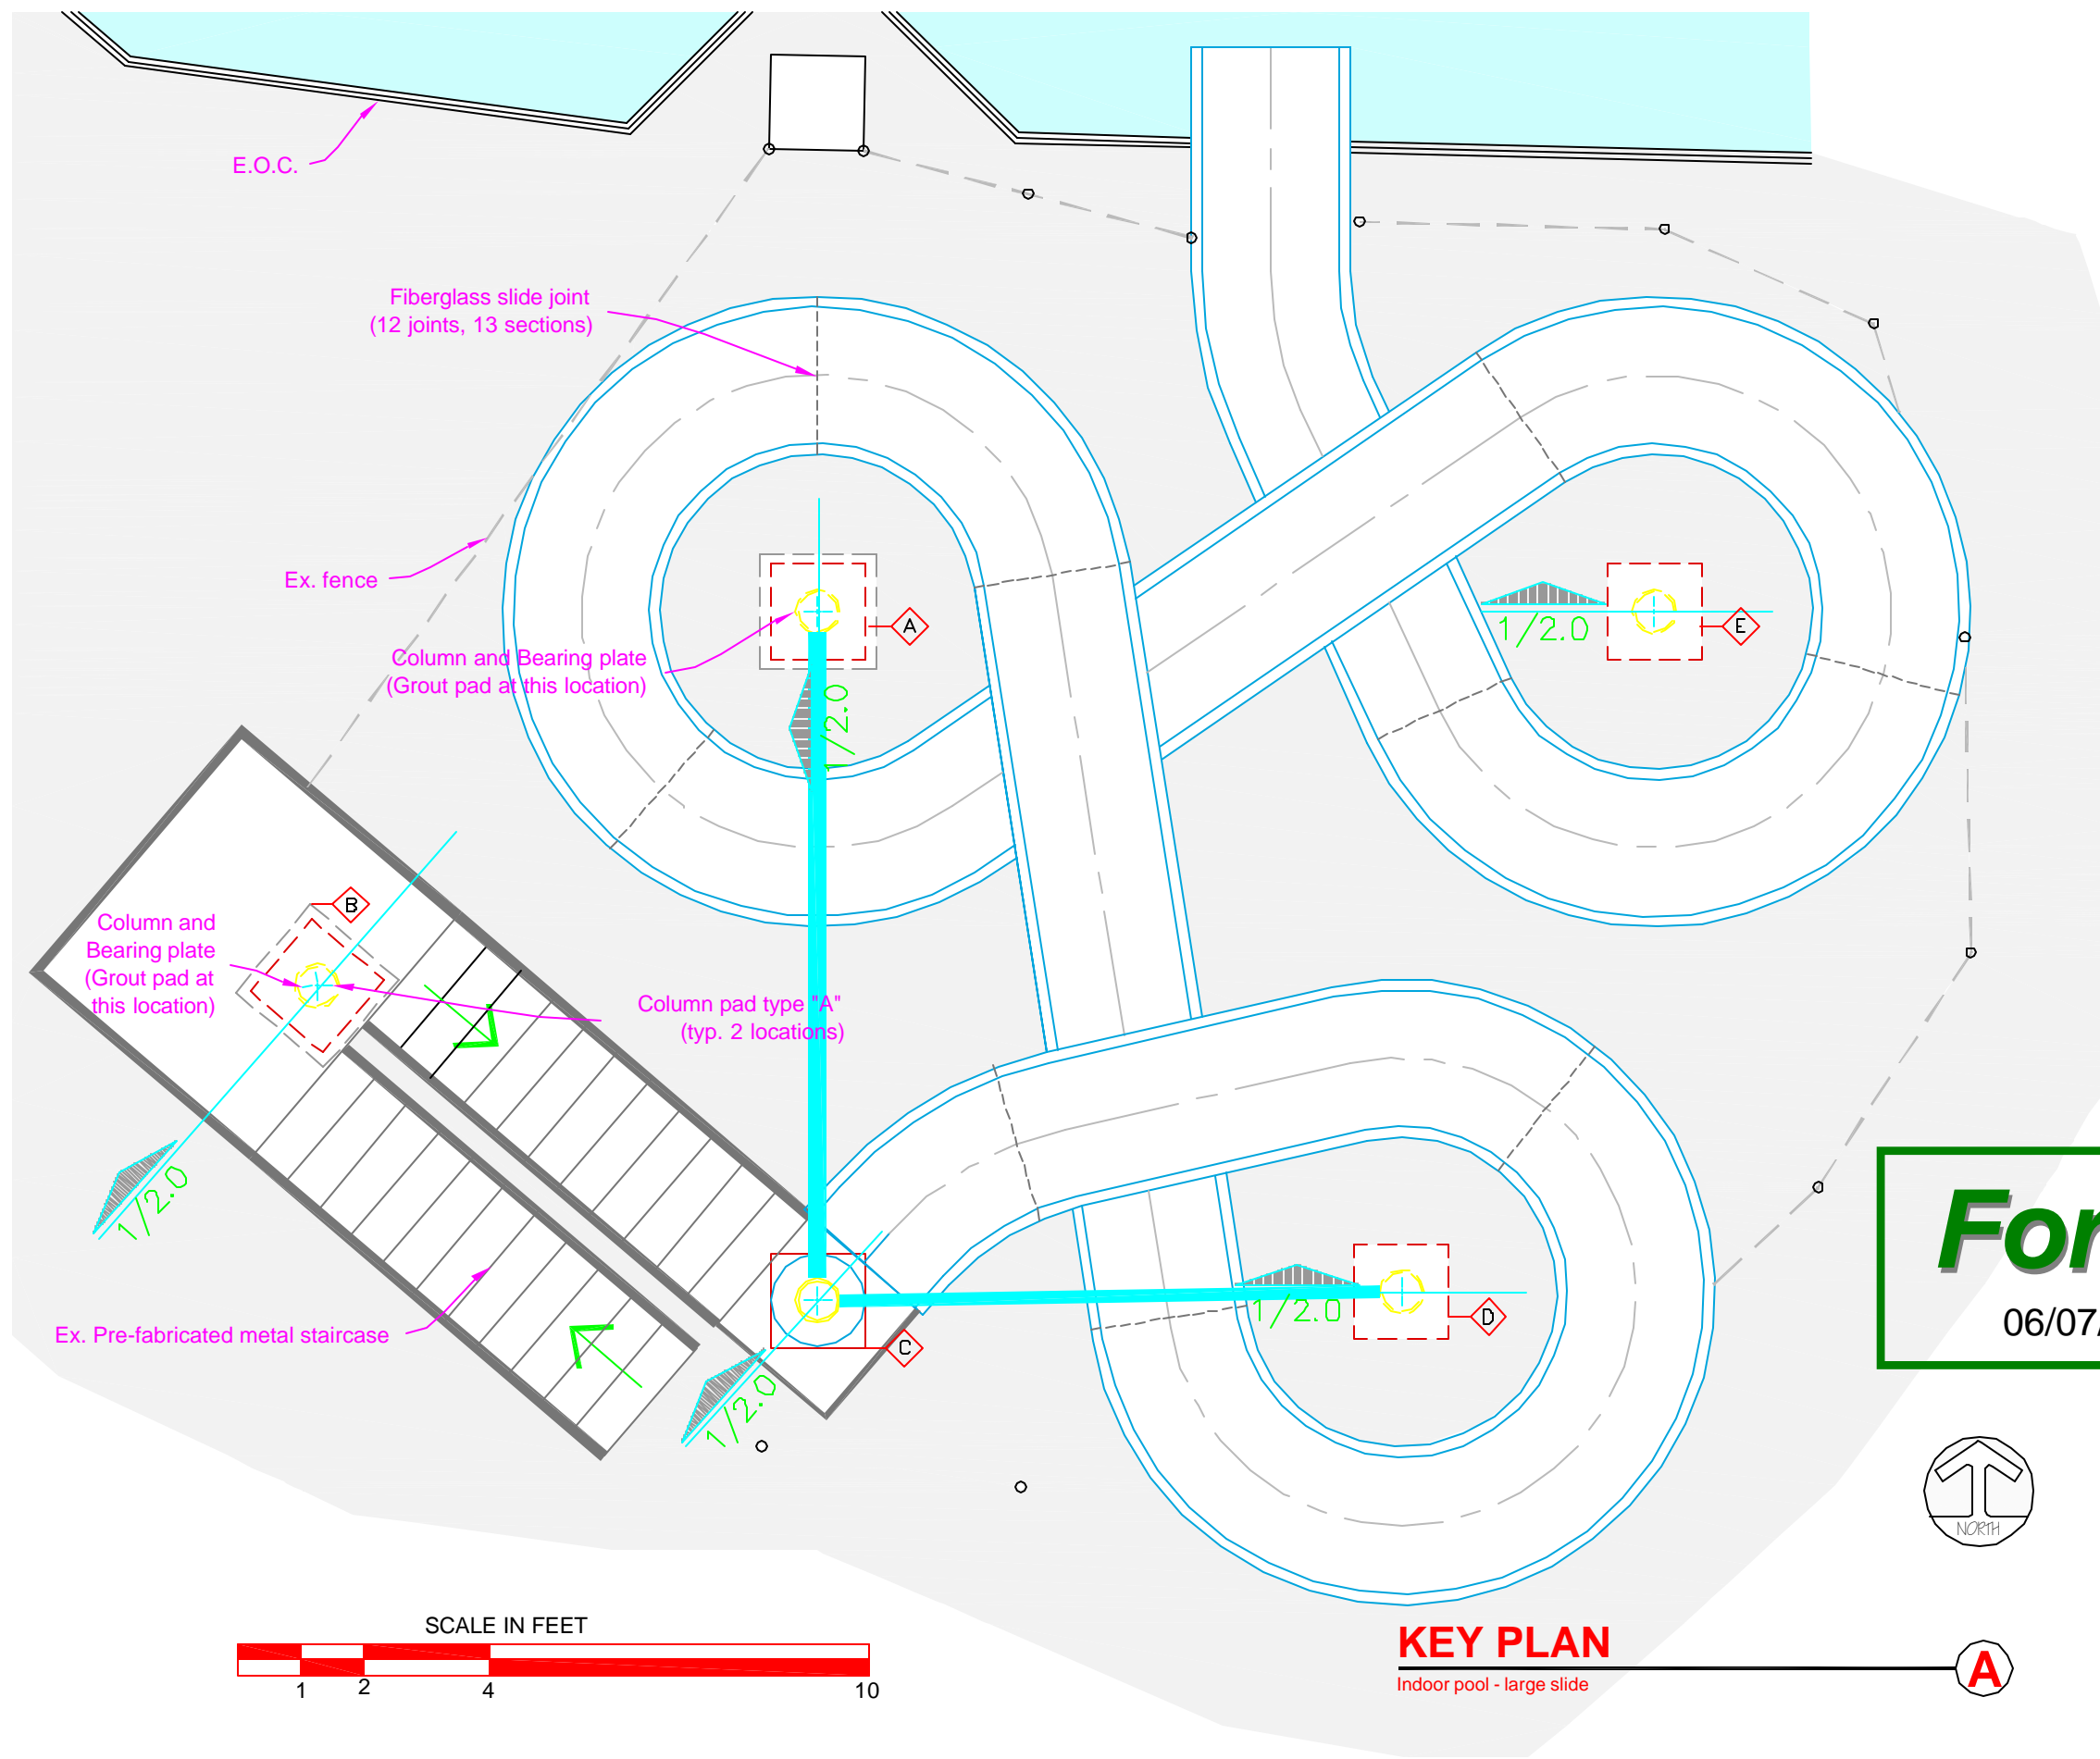 E.O.C.
Fiberglass slide joint
(12 joints, 13 sections)
Ex. fence
A
E
1/2.0
Column and Bearing plate
(Grout pad at this location)
1/2.0
B
Column and
Bearing plate
(Grout pad at
this location)
Column pad type "A"
(typ. 2 locations)
1/2.0
Ex. Pre-fabricated metal staircase
1/2.0
D
C
1/2.0
For
06/07/
NORTH
SCALE IN FEET
1 2 4 10
KEY PLAN
Indoor pool - large slide
A